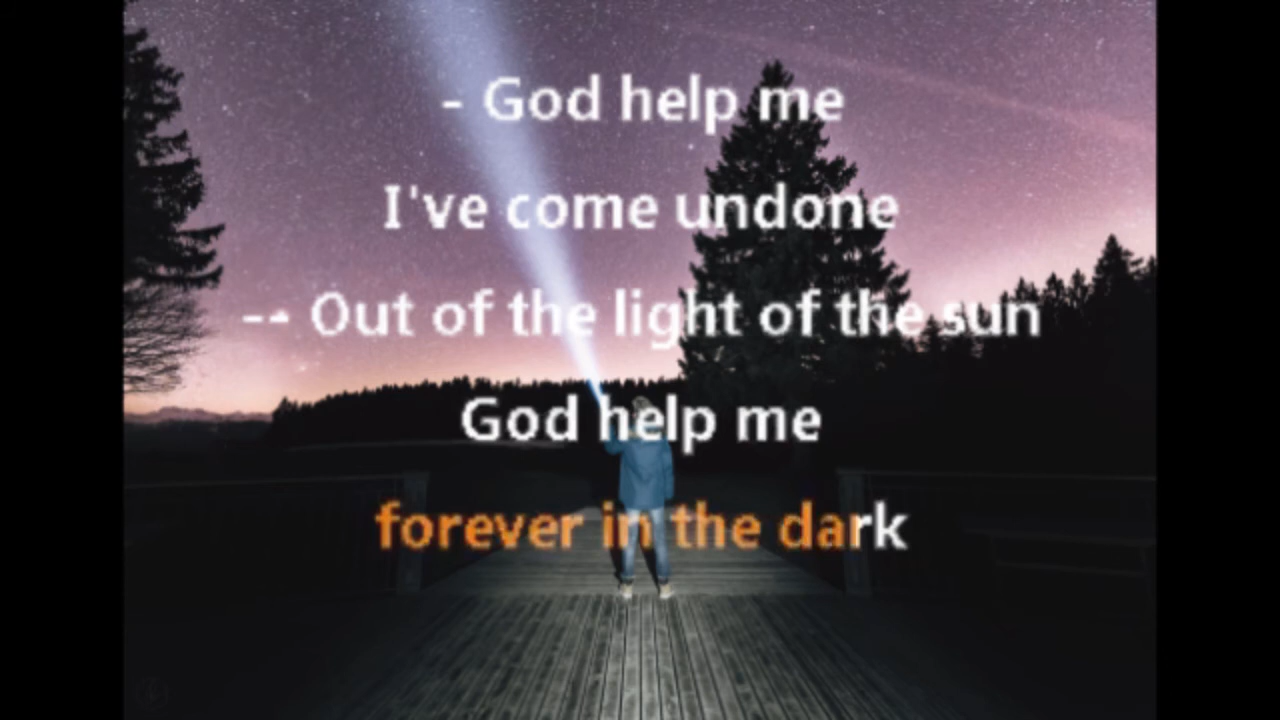 - God help me
I've come undone
-- Out of the light of the sun
God help me
forever in the dark